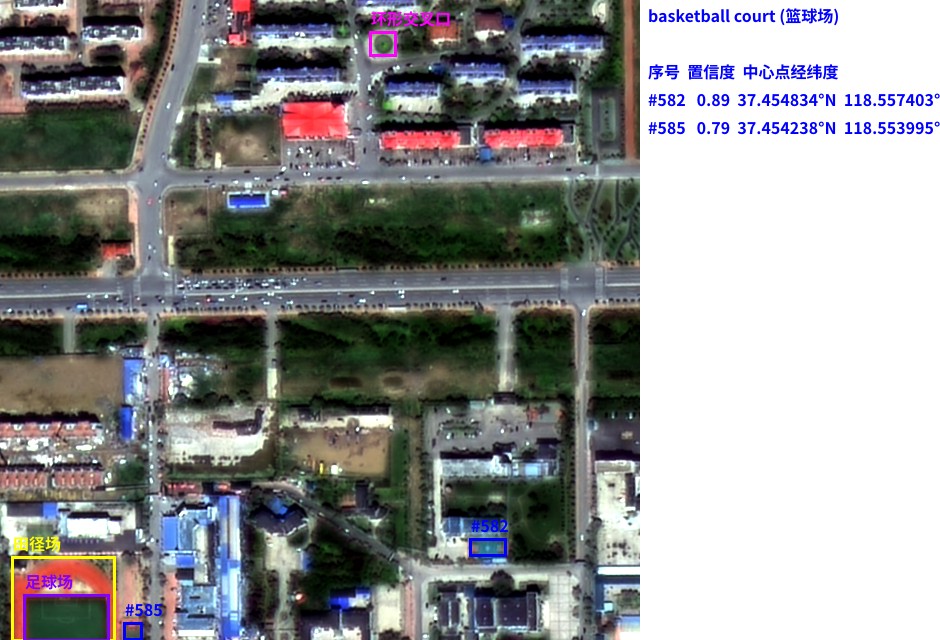 环形交叉口
basketball court (篮球场)
序号 置信度 中心点经纬度
#582 0.89 37.454834°N 118.557403°
#585 0.79 37.454238°N 118.553995°
#582
田径场
足球场
#585